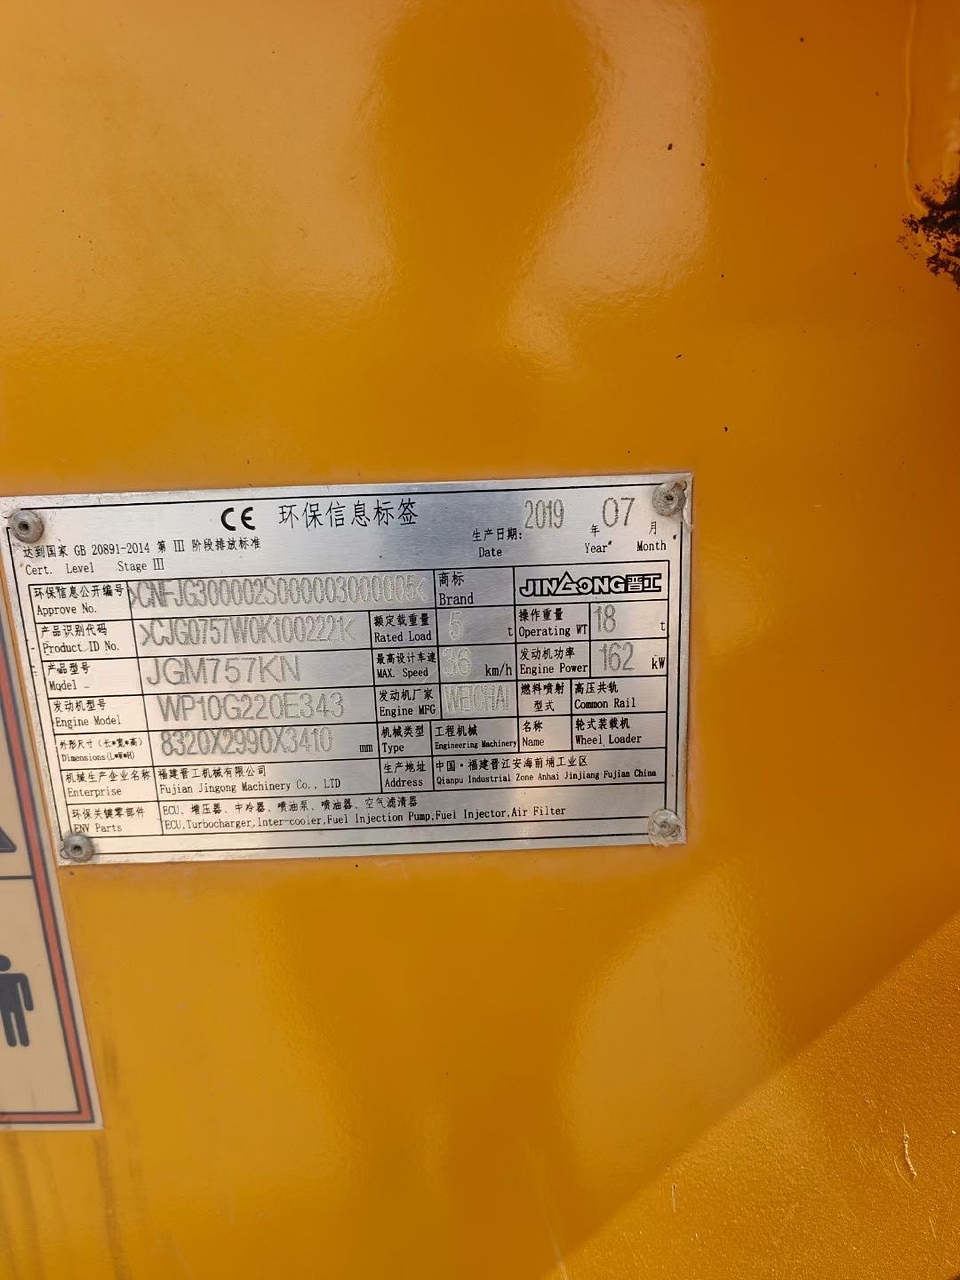 CE 环保信息标签
生产日期: 2019 年 07 月
Date Year Month
达到国家 GB 20891-2014 第 III 阶段排放标准
Cert. Level Stage III
环保信息公开编号 商标 JINGONG晋工
Approve No. Brand
产品识别代码 >CJG0757W0K1002221< 额定载重量 5 t 操作重量 18 t
Product ID No. Rated Load Operating WT
产品型号 JGM757KN 最高设计车速 36 km/h 发动机功率 162 kW
Model MAX. Speed Engine Power
发动机型号 WP10G220E343 发动机厂家 WEICHAI 燃料喷射型式 高压共轨
Engine Model Engine MFG Common Rail
外形尺寸(长*宽*高) 8320X2990X3410 mm 机械类型 工程机械 名称 轮式装载机
Dimensions(L*W*H) Type Engineering Machinery Name Wheel Loader
机械生产企业名称 福建晋工机械有限公司 生产地址 中国·福建晋江安海前埔工业区
Enterprise Fujian Jingong Machinery Co., LTD Address Qianpu Industrial Zone Anhai Jinjiang Fujian China
环保关键零部件 ECU、增压器、中冷器、喷油泵、喷油器、空气滤清器
ENV Parts ECU,Turbocharger,Inter-cooler,Fuel Injection Pump,Fuel Injector,Air Filter